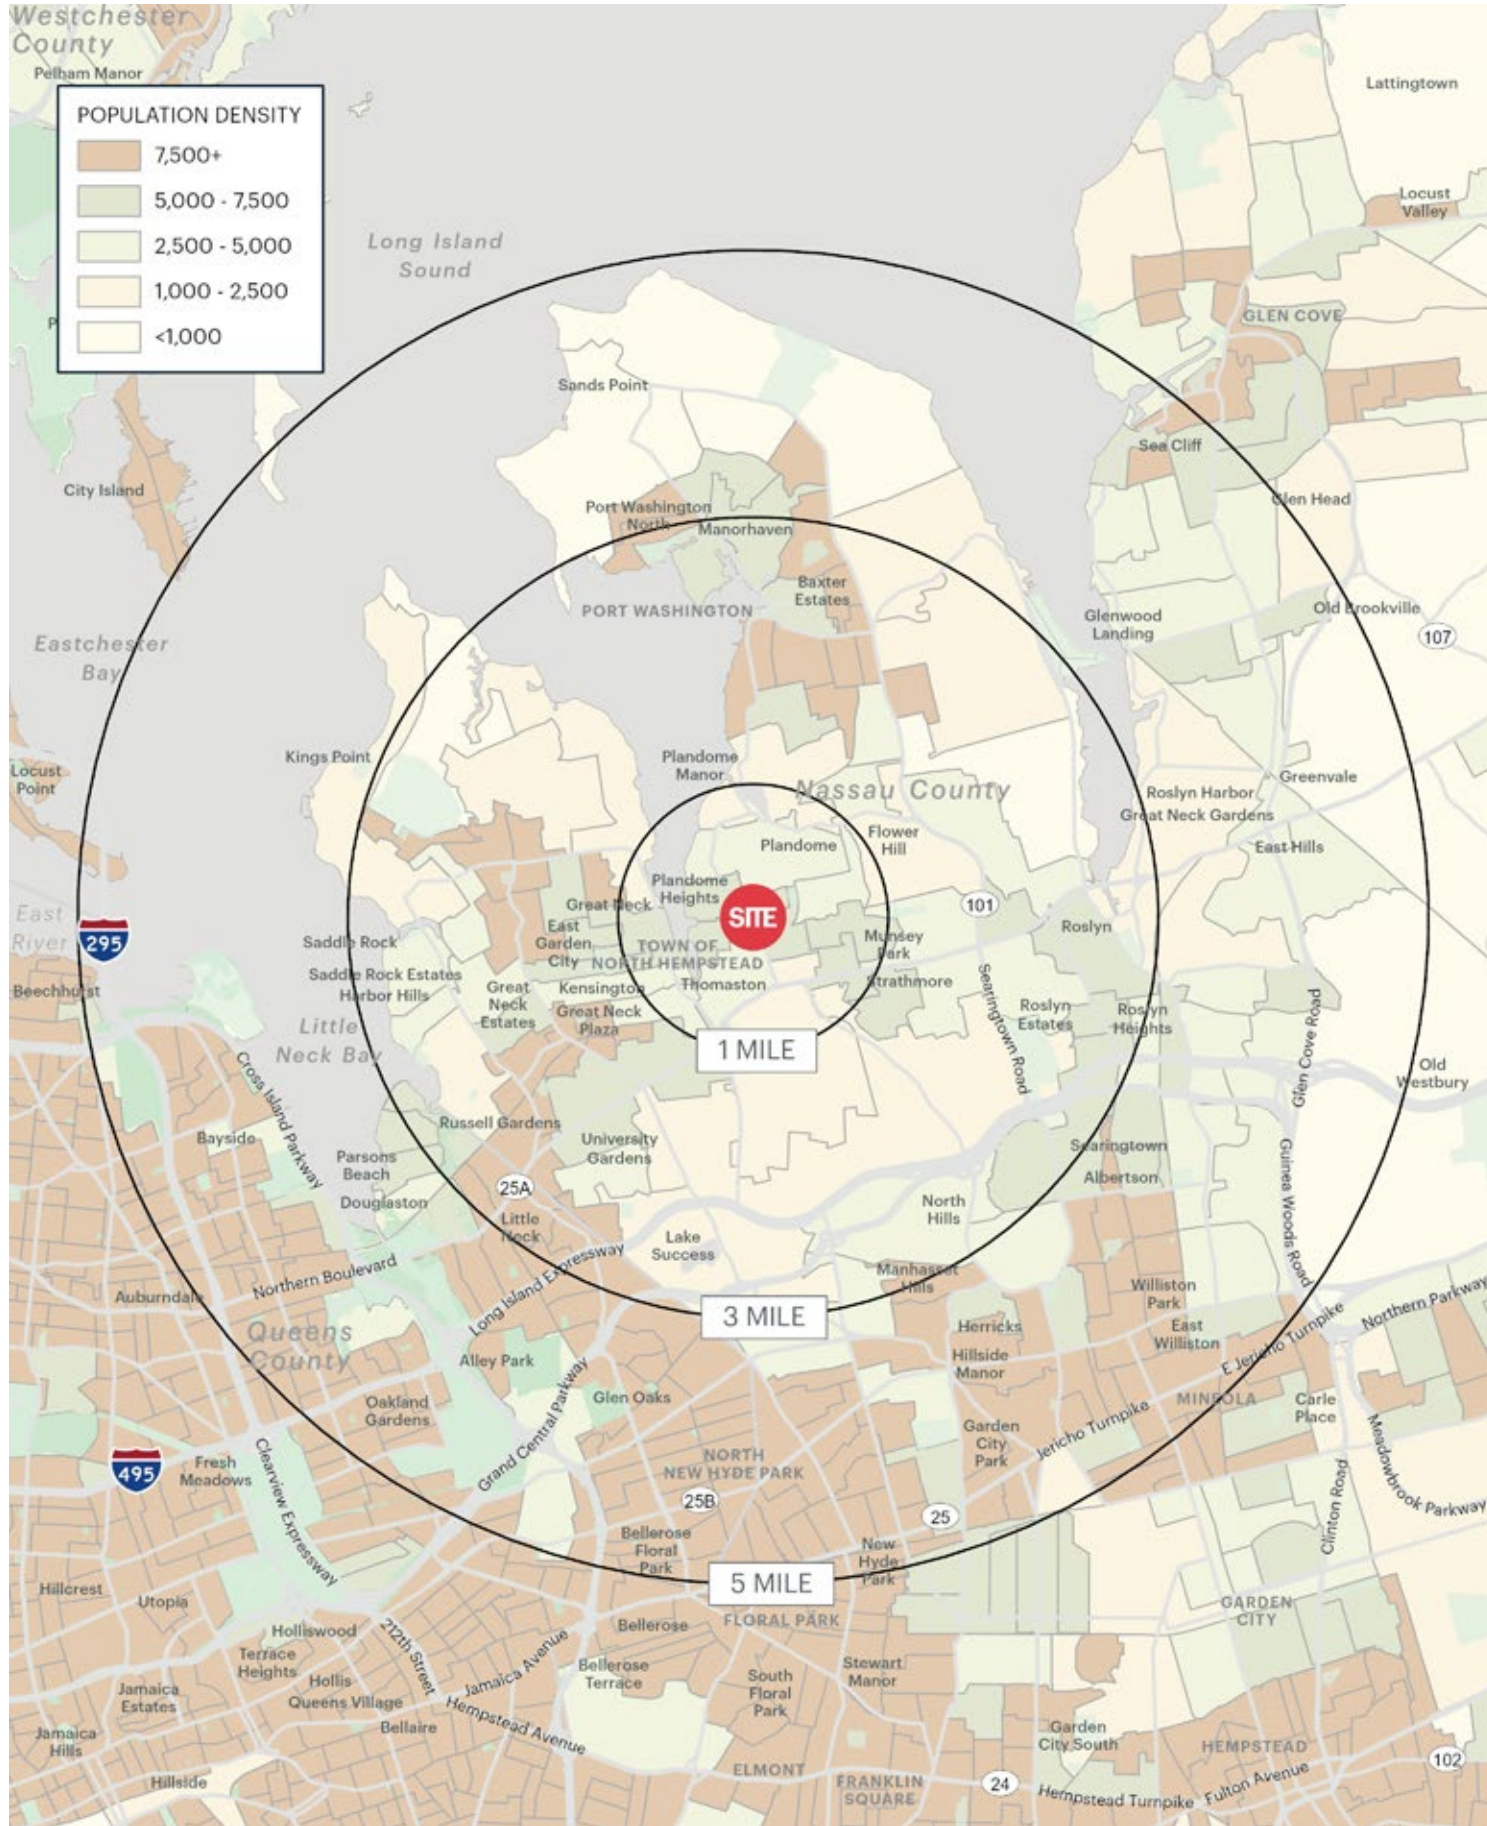 Westchester
County
Pelham Manor
POPULATION DENSITY
7,500+
5,000 - 7,500
2,500 - 5,000
1,000 - 2,500
<1,000
Lattingtown
Locust
Valley
Long Island
Sound
P
GLEN COVE
Sands Point
Sea Cliff
City Island
Glen Head
Port Washington
North
Manorhaven
Baxter
Estates
PORT WASHINGTON
Glenwood
Landing
Old Brookville
107
Eastchester
Bay
Kings Point
Plandome
Manor
Nassau County
Locust
Point
Greenvale
Roslyn Harbor
Great Neck Gardens
Flower
Hill
Plandome
East Hills
Plandome
Heights
Great Neck
SITE
101
East
River
295
East
Garden
City
Saddle Rock
TOWN OF
NORTH HEMPSTEAD
Munsey
Park
Roslyn
Saddle Rock Estates
Harbor Hills
Kensington
Thomaston
Strathmore
Searingtown Road
Beechhurst
Great
Neck
Estates
Great Neck
Plaza
Roslyn
Estates
Roslyn
Heights
Glen Cove Road
Little
Neck Bay
1 MILE
Old
Westbury
Cross Island Parkway
Russell Gardens
Bayside
University
Gardens
Searingtown
Parsons
Beach
Albertson
Guinea Woods Road
25A
Douglaston
Little
Neck
North
Hills
Lake
Success
Northern Boulevard
Long Island Expressway
Manhasset
Hills
Auburndale
Williston
Park
Northern Parkway
3 MILE
Queens
County
Herricks
East
Williston
E Jericho Turnpike
Alley Park
Hillside
Manor
Oakland
Gardens
Glen Oaks
Grand Central Parkway
MINEOLA
Carle
Place
Jericho Turnpike
Garden
City
Park
Meadowbrook Parkway
495
Fresh
Meadows
Clearview Expressway
NORTH
NEW HYDE PARK
25B
25
Clinton Road
Bellerose
Floral
Park
New
Hyde
Park
5 MILE
Hillcrest
Utopia
GARDEN
CITY
Holliswood
212th Street
Bellerose
FLORAL PARK
Terrace
Heights
Jamaica Avenue
Hollis
Bellerose
Terrace
South
Floral
Park
Stewart
Manor
Jamaica
Estates
Queens Village
Hempstead Avenue
Bellaire
Jamaica
Hills
Garden
City South
HEMPSTEAD
102
Hillside
ELMONT
FRANKLIN
SQUARE
24
Hempstead Turnpike
Fulton Avenue